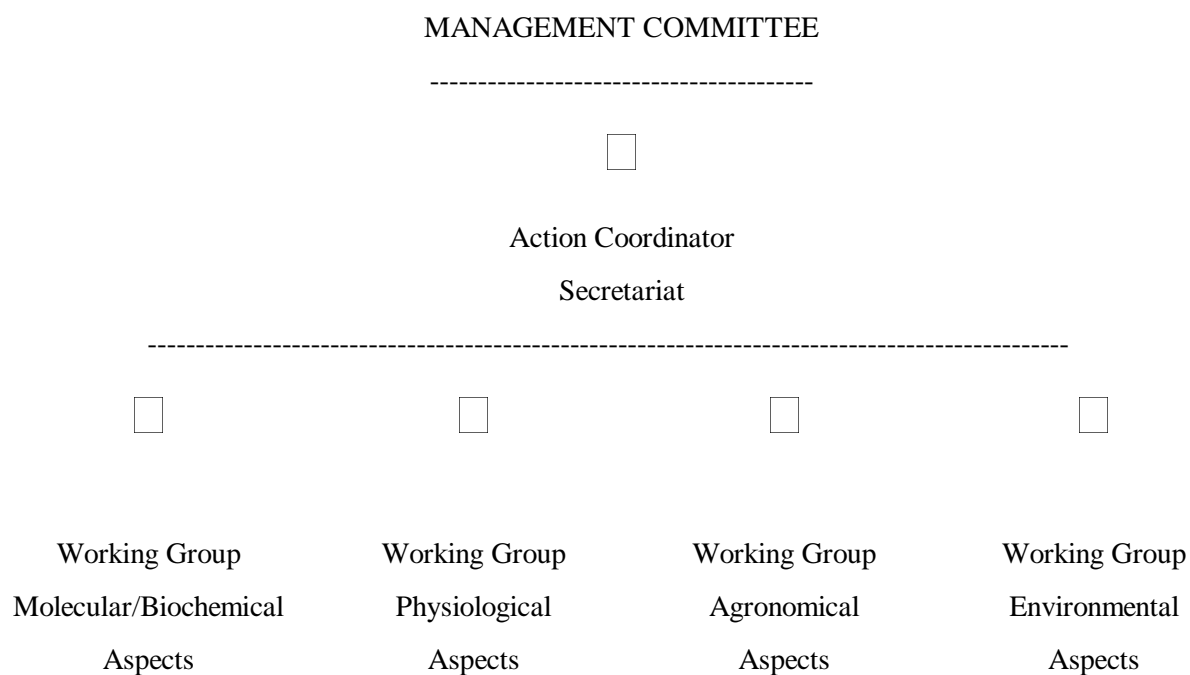 MANAGEMENT COMMITTEE
----------------------------------------
Action Coordinator
Secretariat
------------------------------------------------------------------------------------------------
Working Group Working Group Working Group Working Group
Molecular/Biochemical Physiological Agronomical Environmental
Aspects Aspects Aspects Aspects